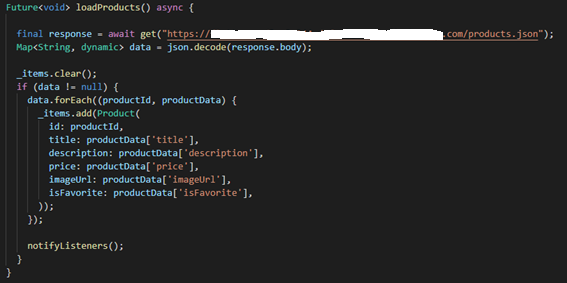 Future<void> loadProducts() async {
final response = await get("https://                    .com/products.json");
Map<String, dynamic> data = json.decode(response.body);
_items.clear();
if (data != null) {
data.forEach((productId, productData) {
_items.add(Product(
id: productId,
title: productData['title'],
description: productData['description'],
price: productData['price'],
imageUrl: productData['imageUrl'],
isFavorite: productData['isFavorite'],
));
});
notifyListeners();
}
}